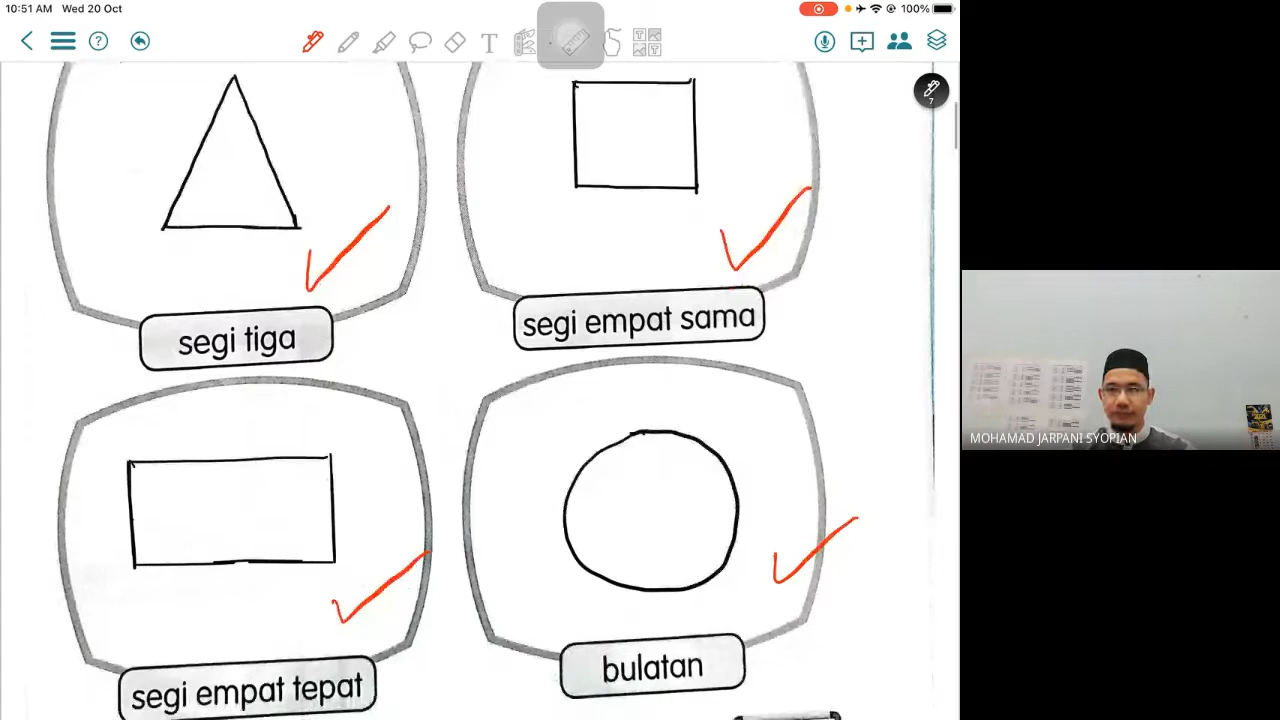 10:51 AM Wed 20 Oct
100%
?
T
T
7
segi tiga
segi empat sama
segi empat tepat
bulatan
MOHAMAD JARPANI SYOPIAN